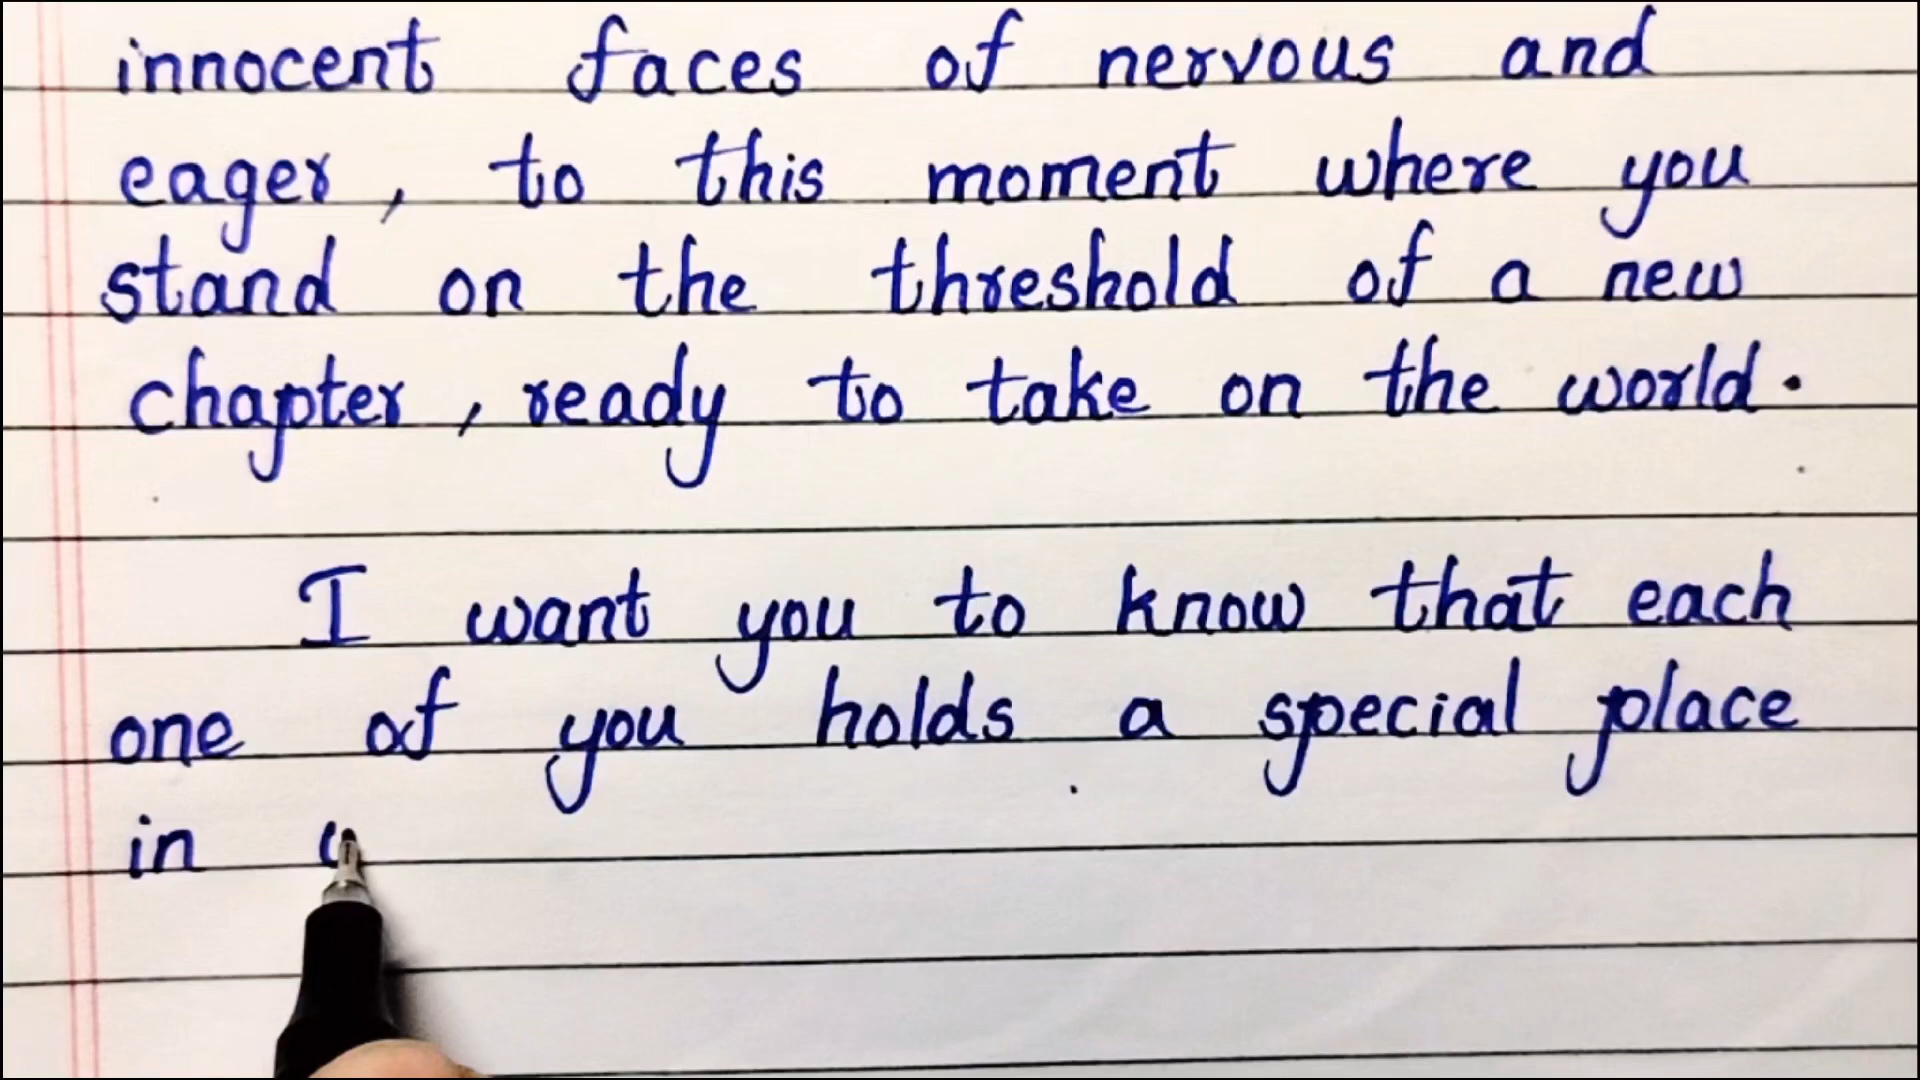 innocent faces of nervous and
eager, to this moment where you
stand on the threshold of a new
chapter, ready to take on the world.
I want you to know that each
one of you holds a special place
in